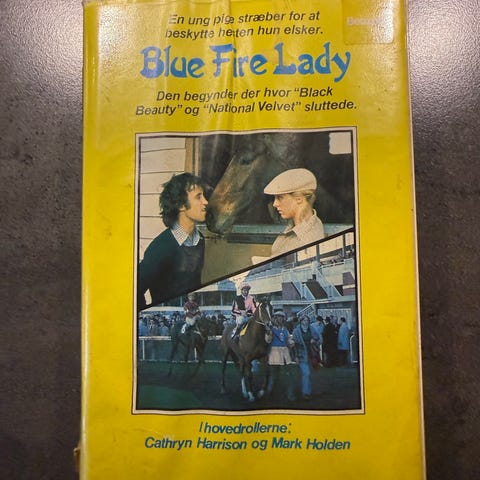 En ung pige stræber for at
beskytte hesten hun elsker.
Blue Fire Lady
Den begynder der hvor "Black
Beauty" og "National Velvet" sluttede.
I hovedrollerne:
Cathryn Harrison og Mark Holden